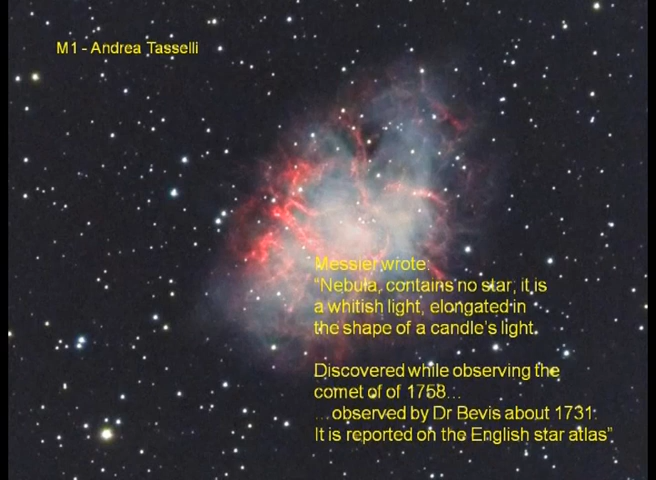 M1 - Andrea Tasselli
Messier wrote:
"Nebula, contains no star, it is
a whitish light, elongated in
the shape of a candle's light.
Discovered while observing the
comet of of 1758...
...observed by Dr Bevis about 1731.
It is reported on the English star atlas"